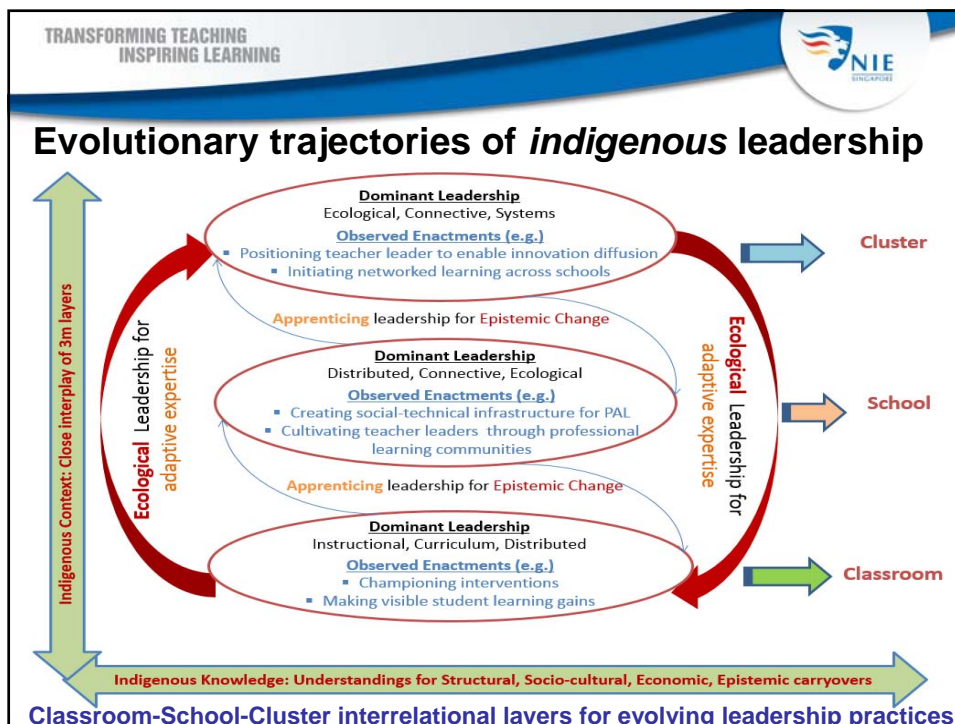 TRANSFORMING TEACHING
INSPIRING LEARNING
NIE
SINGAPORE
Evolutionary trajectories of indigenous leadership
Indigenous Context: Close interplay of 3m layers
Ecological Leadership for
adaptive expertise
Dominant Leadership
Ecological, Connective, Systems
Observed Enactments (e.g.)
▪ Positioning teacher leader to enable innovation diffusion
▪ Initiating networked learning across schools
Apprenticing leadership for Epistemic Change
Dominant Leadership
Distributed, Connective, Ecological
Observed Enactments (e.g.)
▪ Creating social-technical infrastructure for PAL
▪ Cultivating teacher leaders through professional
learning communities
Apprenticing leadership for Epistemic Change
Dominant Leadership
Instructional, Curriculum, Distributed
Observed Enactments (e.g.)
▪ Championing interventions
▪ Making visible student learning gains
Ecological Leadership for
adaptive expertise
Cluster
School
Classroom
Indigenous Knowledge: Understandings for Structural, Socio-cultural, Economic, Epistemic carryovers
Classroom-School-Cluster interrelational layers for evolving leadership practices